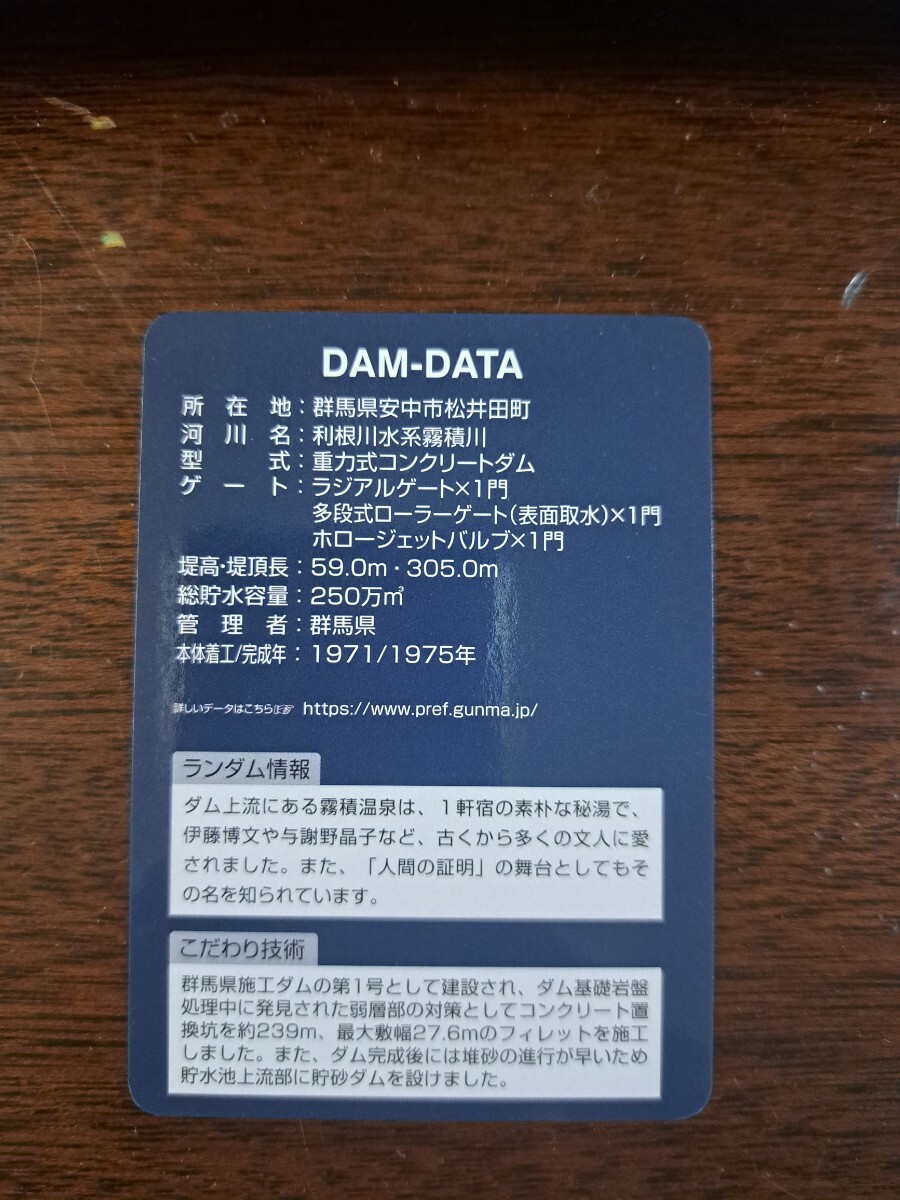 DAM-DATA
所在地：群馬県安中市松井田町
河川名：利根川水系霧積川
型式：重力式コンクリートダム
ゲート：ラジアルゲート×1門
多段式ローラーゲート(表面取水)×1門
ホロージェットバルブ×1門
堤高・堤頂長：59.0m・305.0m
総貯水容量：250万㎥
管理者：群馬県
本体着工/完成年：1971/1975年
詳しいデータはこちら☞ https://www.pref.gunma.jp/
ランダム情報
ダム上流にある霧積温泉は、1軒宿の素朴な秘湯で、
伊藤博文や与謝野晶子など、古くから多くの文人に愛
されました。また、「人間の証明」の舞台としてもそ
の名を知られています。
こだわり技術
群馬県施工ダムの第1号として建設され、ダム基礎岩盤
処理中に発見された弱層部の対策としてコンクリート置
換坑を約239m、最大敷幅27.6mのフィレットを施工
しました。また、ダム完成後には堆砂の進行が早いため
貯水池上流部に貯砂ダムを設けました。